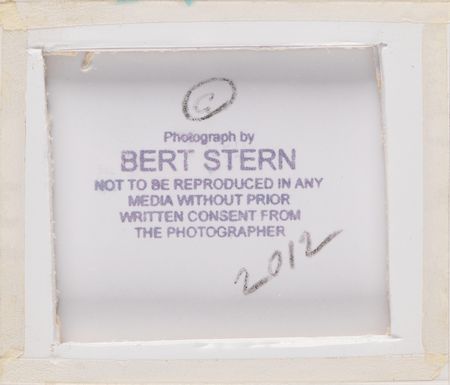 ©
Photograph by
BERT STERN
NOT TO BE REPRODUCED IN ANY
MEDIA WITHOUT PRIOR
WRITTEN CONSENT FROM
THE PHOTOGRAPHER
2012